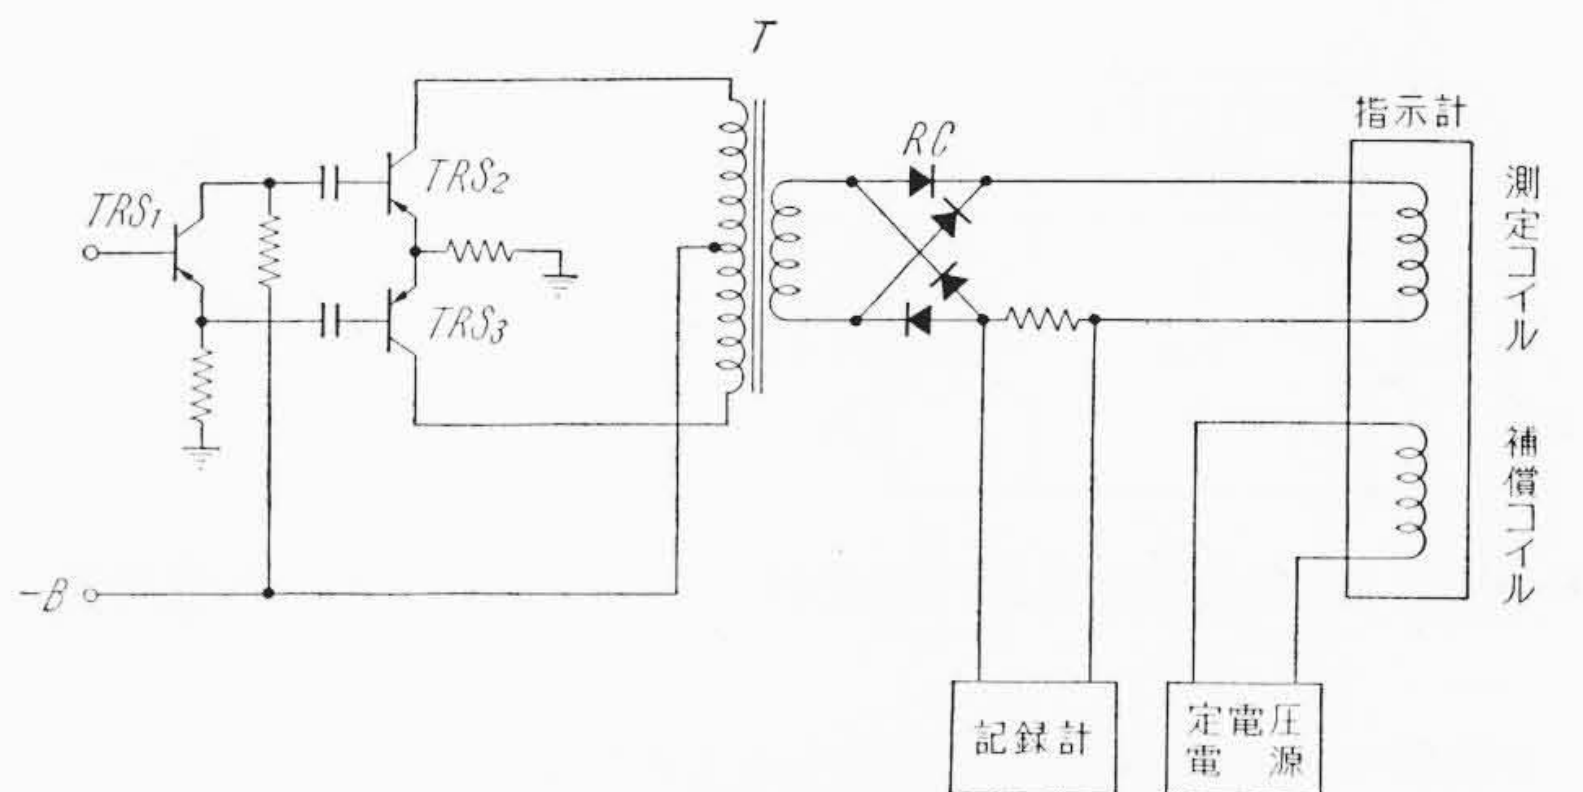 T
指示計
RC
測定コイル
TRS₂
TRS₁
TRS₃
補償コイル
-B
記録計
定電圧
電源